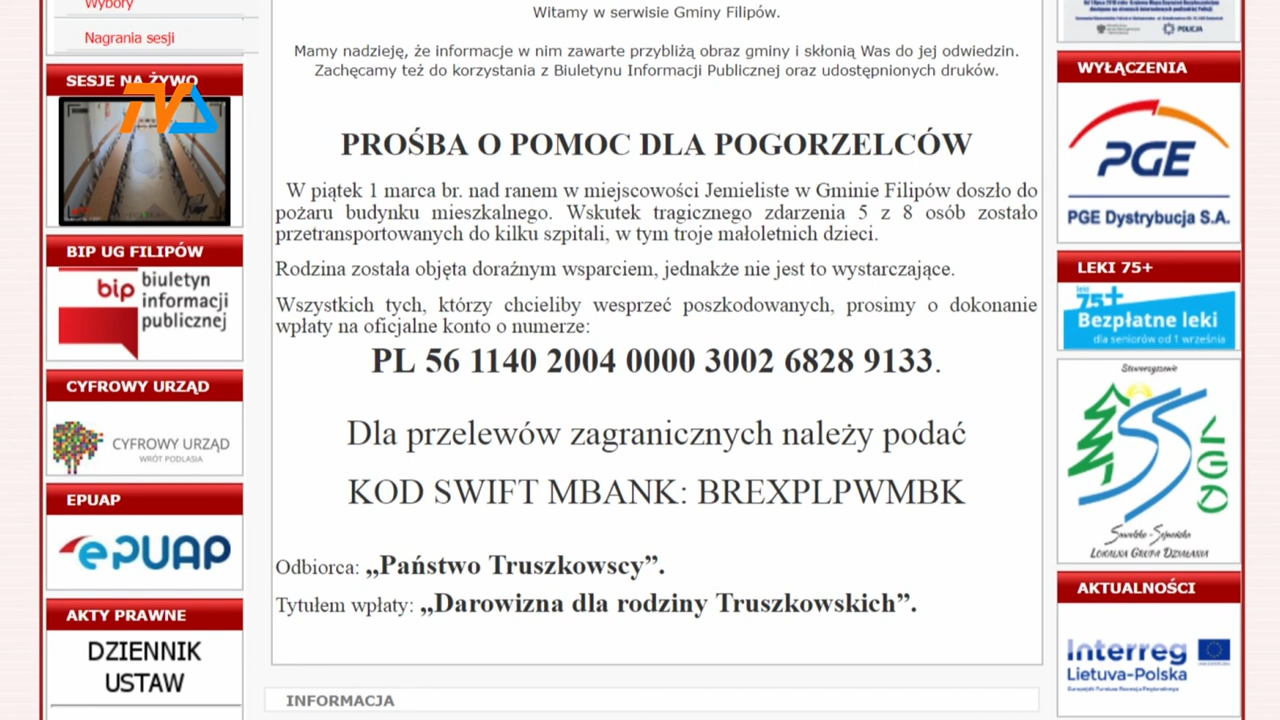 Wybory
Nagrania sesji
SESJE NA ŻYWO
BIP UG FILIPÓW
bip
biuletyn
informacji
publicznej
CYFROWY URZĄD
CYFROWY URZĄD
WRÓT PODLASIA
EPUAP
ePUAP
AKTY PRAWNE
DZIENNIK
USTAW
Witamy w serwisie Gminy Filipów.
Mamy nadzieję, że informacje w nim zawarte przybliżą obraz gminy i skłonią Was do jej odwiedzin.
Zachęcamy też do korzystania z Biuletynu Informacji Publicznej oraz udostępnionych druków.
PROŚBA O POMOC DLA POGORZELCÓW
W piątek 1 marca br. nad ranem w miejscowości Jemieliste w Gminie Filipów doszło do
pożaru budynku mieszkalnego. Wskutek tragicznego zdarzenia 5 z 8 osób zostało
przetransportowanych do kilku szpitali, w tym troje małoletnich dzieci.
Rodzina została objęta doraźnym wsparciem, jednakże nie jest to wystarczające.
Wszystkich tych, którzy chcieliby wesprzeć poszkodowanych, prosimy o dokonanie
wpłaty na oficjalne konto o numerze:
PL 56 1140 2004 0000 3002 6828 9133.
Dla przelewów zagranicznych należy podać
KOD SWIFT MBANK: BREXPLPWMBK
Odbiorca: „Państwo Truszkowscy”.
Tytułem wpłaty: „Darowizna dla rodziny Truszkowskich”.
INFORMACJA
POLICJA
WYŁĄCZENIA
PGE
PGE Dystrybucja S.A.
LEKI 75+
leki
75+
Bezpłatne leki
dla seniorów od 1 września
Stowarzyszenie
LGD
Suwalsko - Sejneńska
LOKALNA GRUPA DZIAŁANIA
AKTUALNOŚCI
Interreg
Lietuva-Polska